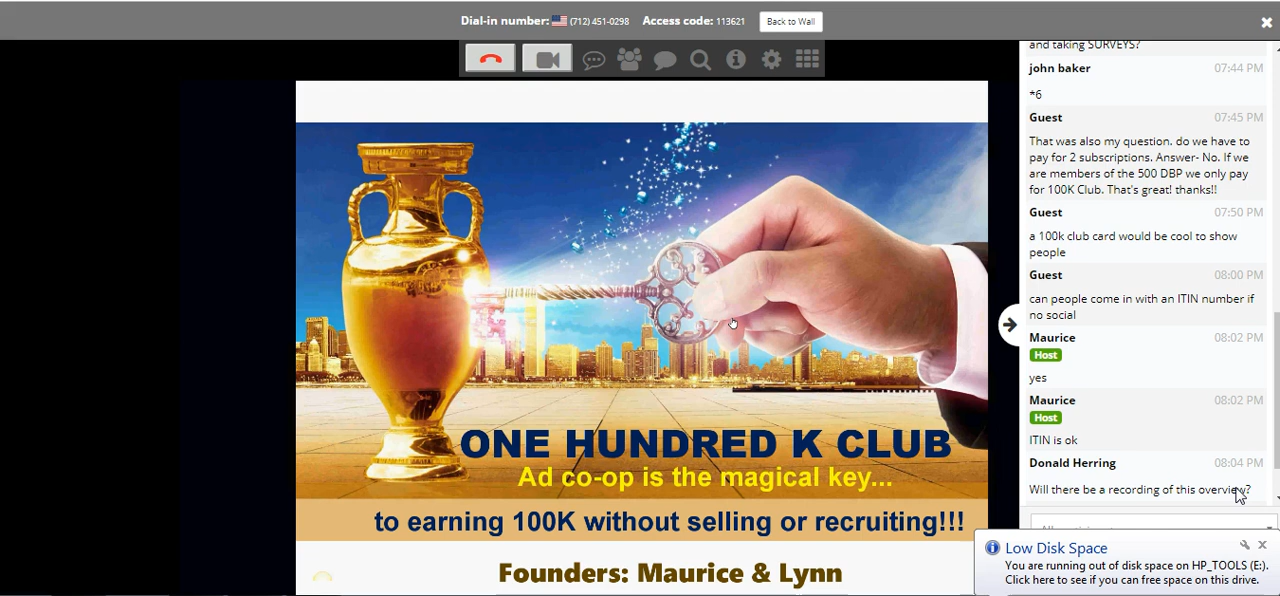 Dial-in number: (712) 451-0298 Access code: 113621 Back to Wall
and taking SURVEYS?
john baker 07:44 PM
*6
Guest 07:45 PM
That was also my question. do we have to
pay for 2 subscriptions. Answer- No. If we
are members of the 500 DBP we only pay
for 100K Club. That's great! thanks!!
Guest 07:50 PM
a 100k club card would be cool to show
people
Guest 08:00 PM
can people come in with an ITIN number if
no social
Maurice 08:02 PM
Host
yes
Maurice 08:02 PM
Host
ITIN is ok
Donald Herring 08:04 PM
Will there be a recording of this overview?
ONE HUNDRED K CLUB
Ad co-op is the magical key...
to earning 100K without selling or recruiting!!!
Founders: Maurice & Lynn
Low Disk Space
You are running out of disk space on HP_TOOLS (E:).
Click here to see if you can free space on this drive.